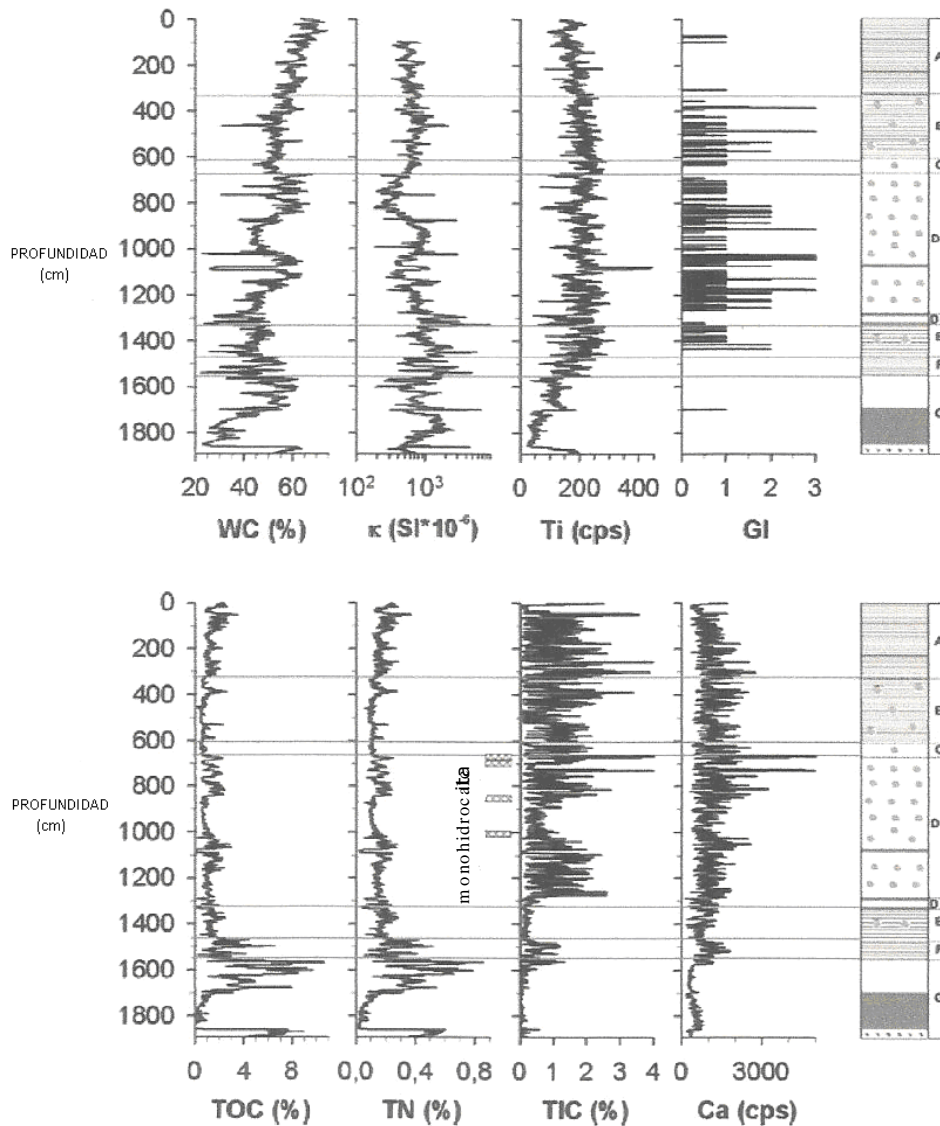 0
200
400
600
800
1000
1200
1400
1600
1800
PROFUNDIDAD
(cm)
20 40 60
10² 10³
0 200 400
0 1 2 3
WC (%)
κ (SI*10⁻⁶)
Ti (cps)
GI
A
D
0
200
400
600
800
1000
1200
1400
1600
1800
PROFUNDIDAD
(cm)
0 4 8
0,0 0,4 0,8
0 1 2 3 4
0 3000
TOC (%)
TN (%)
TIC (%)
Ca (cps)
A
D